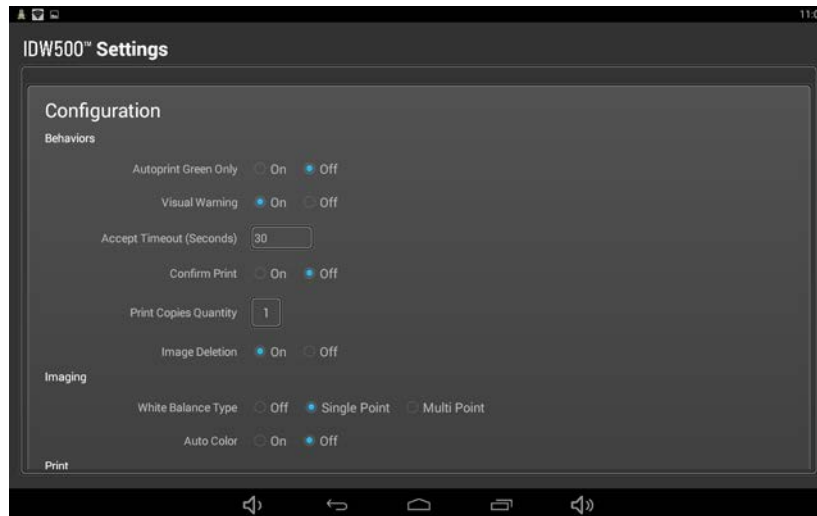 11:0
IDW500™ Settings
Configuration
Behaviors
Autoprint Green Only On Off
Visual Warning On Off
Accept Timeout (Seconds) 30
Confirm Print On Off
Print Copies Quantity 1
Image Deletion On Off
Imaging
White Balance Type Off Single Point Multi Point
Auto Color On Off
Print